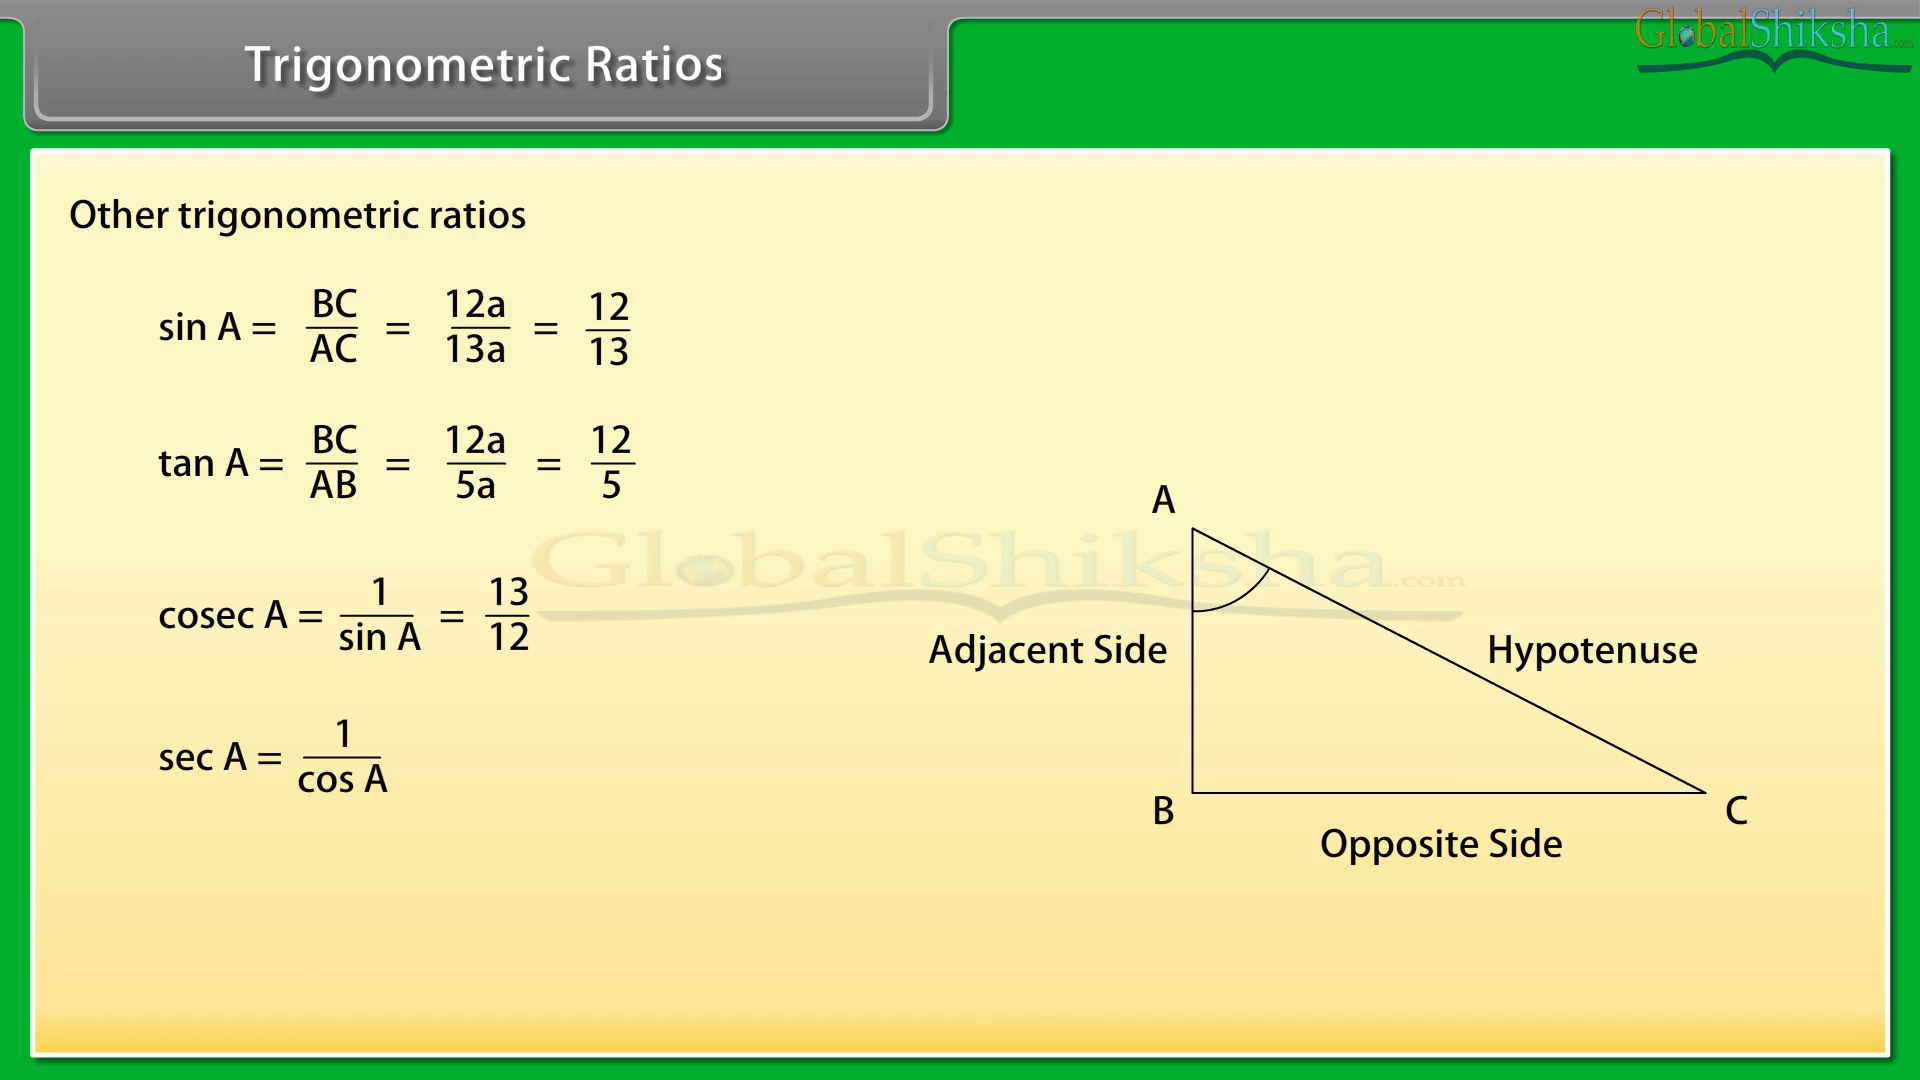 Trigonometric Ratios
GlobalShiksha.com
Other trigonometric ratios
sin A = BC/AC = 12a/13a = 12/13
tan A = BC/AB = 12a/5a = 12/5
cosec A = 1/sin A = 13/12
sec A = 1/cos A
GlobalShiksha.com
A
Adjacent Side
Hypotenuse
B
C
Opposite Side